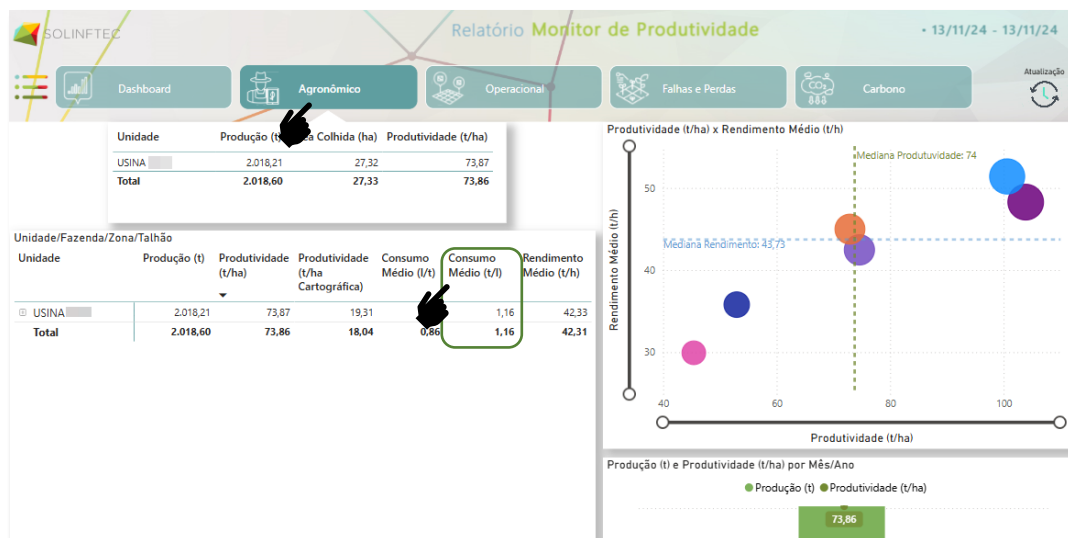 SOLINFTEC
Relatório Monitor de Produtividade
• 13/11/24 - 13/11/24
Dashboard
Agronômico
Operacional
Falhas e Perdas
CO₂
Carbono
Atualização
Unidade Produção (t) Colhida (ha) Produtividade (t/ha)
USINA 2.018,21 27,32 73,87
Total 2.018,60 27,33 73,86
Unidade/Fazenda/Zona/Talhão
Unidade Produção (t) Produtividade Produtividade Consumo Consumo Rendimento
(t/ha) (t/ha Médio (l/t) Médio (t/l) Médio (t/h)
Cartográfica)
USINA 2.018,21 73,87 19,31 1,16 42,33
Total 2.018,60 73,86 18,04 0,86 1,16 42,31
Produtividade (t/ha) x Rendimento Médio (t/h)
Mediana Produtuvidade: 74
Mediana Rendimento: 43,73
Rendimento Médio (t/h)
50
40
30
40 60 80 100
Produtividade (t/ha)
Produção (t) e Produtividade (t/ha) por Mês/Ano
Produção (t) Produtividade (t/ha)
73,86